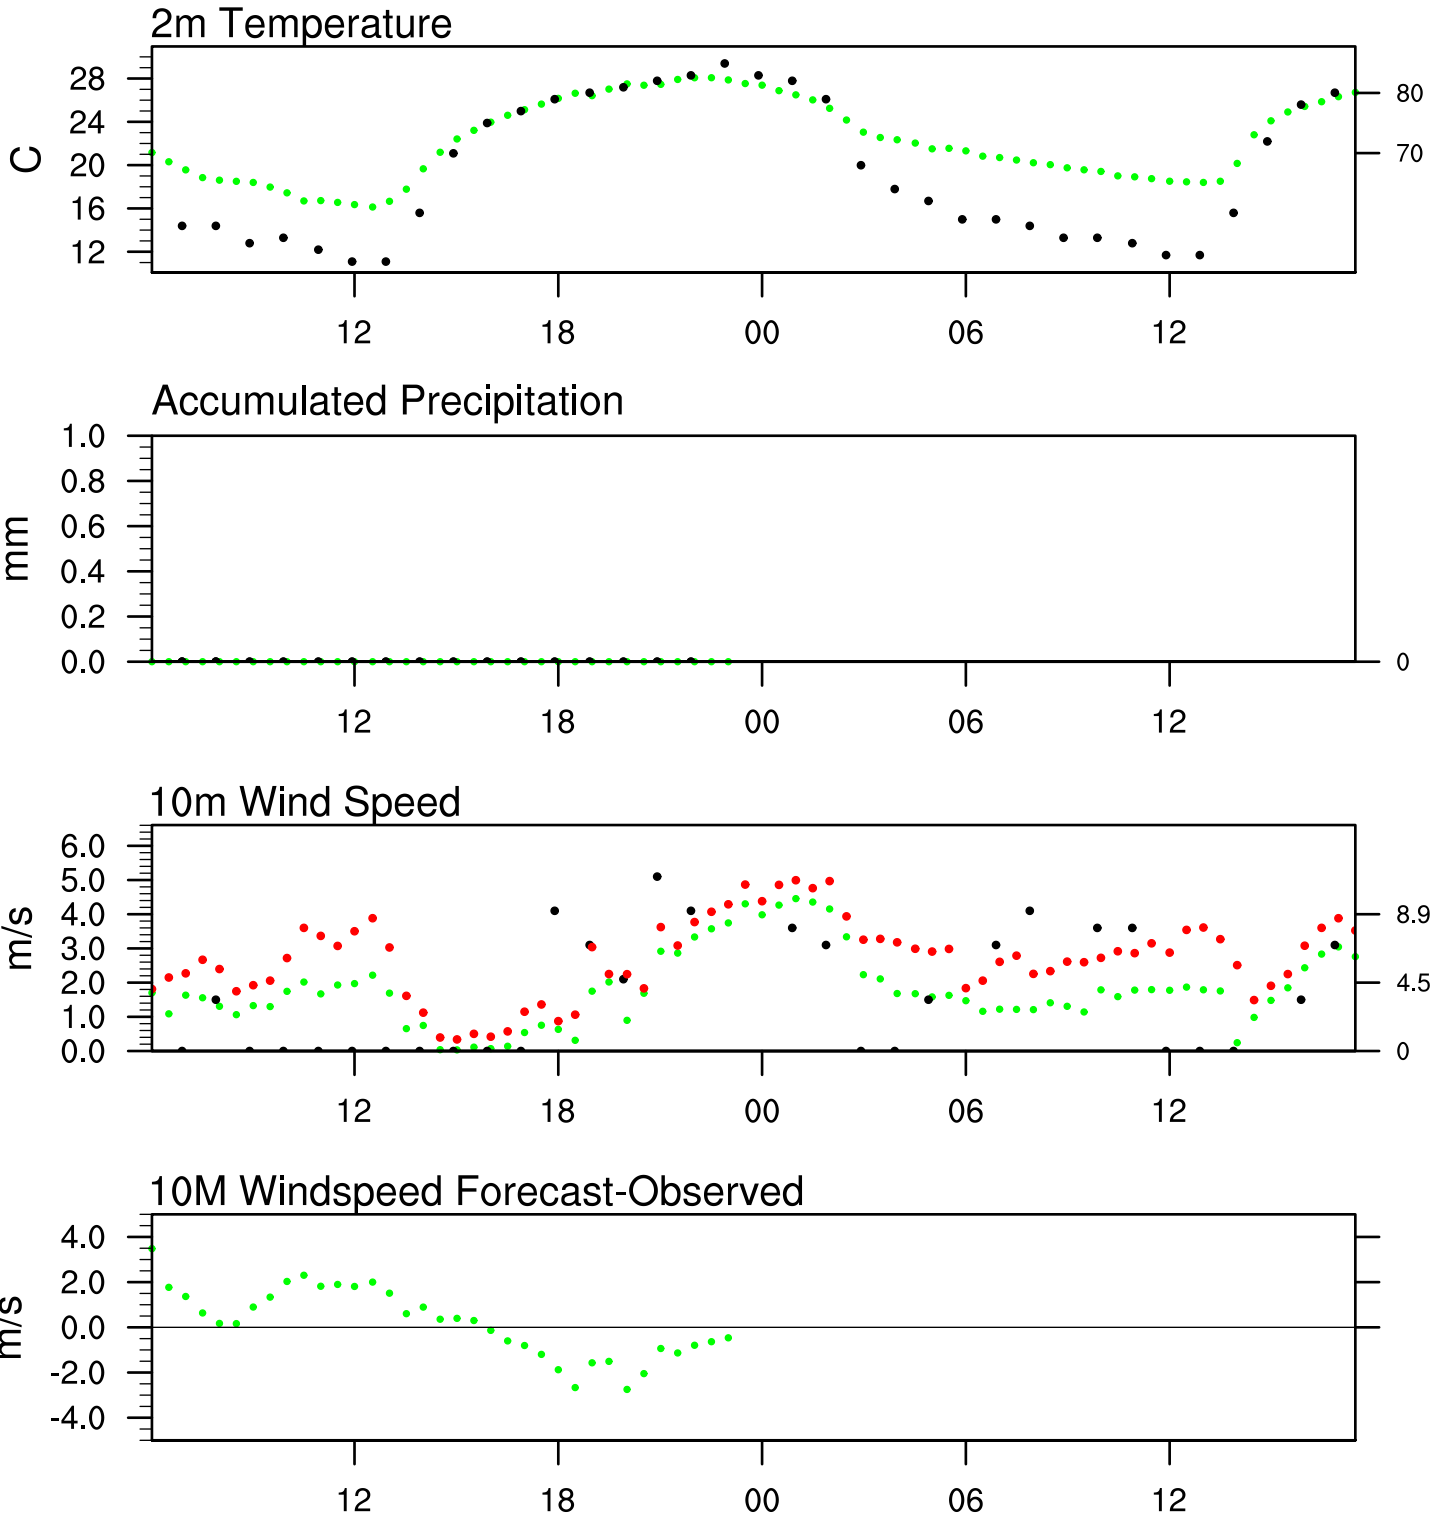 2m Temperature
28
24
20
16
12
C
80
70
12 18 00 06 12
Accumulated Precipitation
1.0
0.8
0.6
0.4
0.2
0.0
mm
0
12 18 00 06 12
10m Wind Speed
6.0
5.0
4.0
3.0
2.0
1.0
0.0
m/s
8.9
4.5
0
12 18 00 06 12
10M Windspeed Forecast-Observed
4.0
2.0
0.0
-2.0
-4.0
m/s
12 18 00 06 12